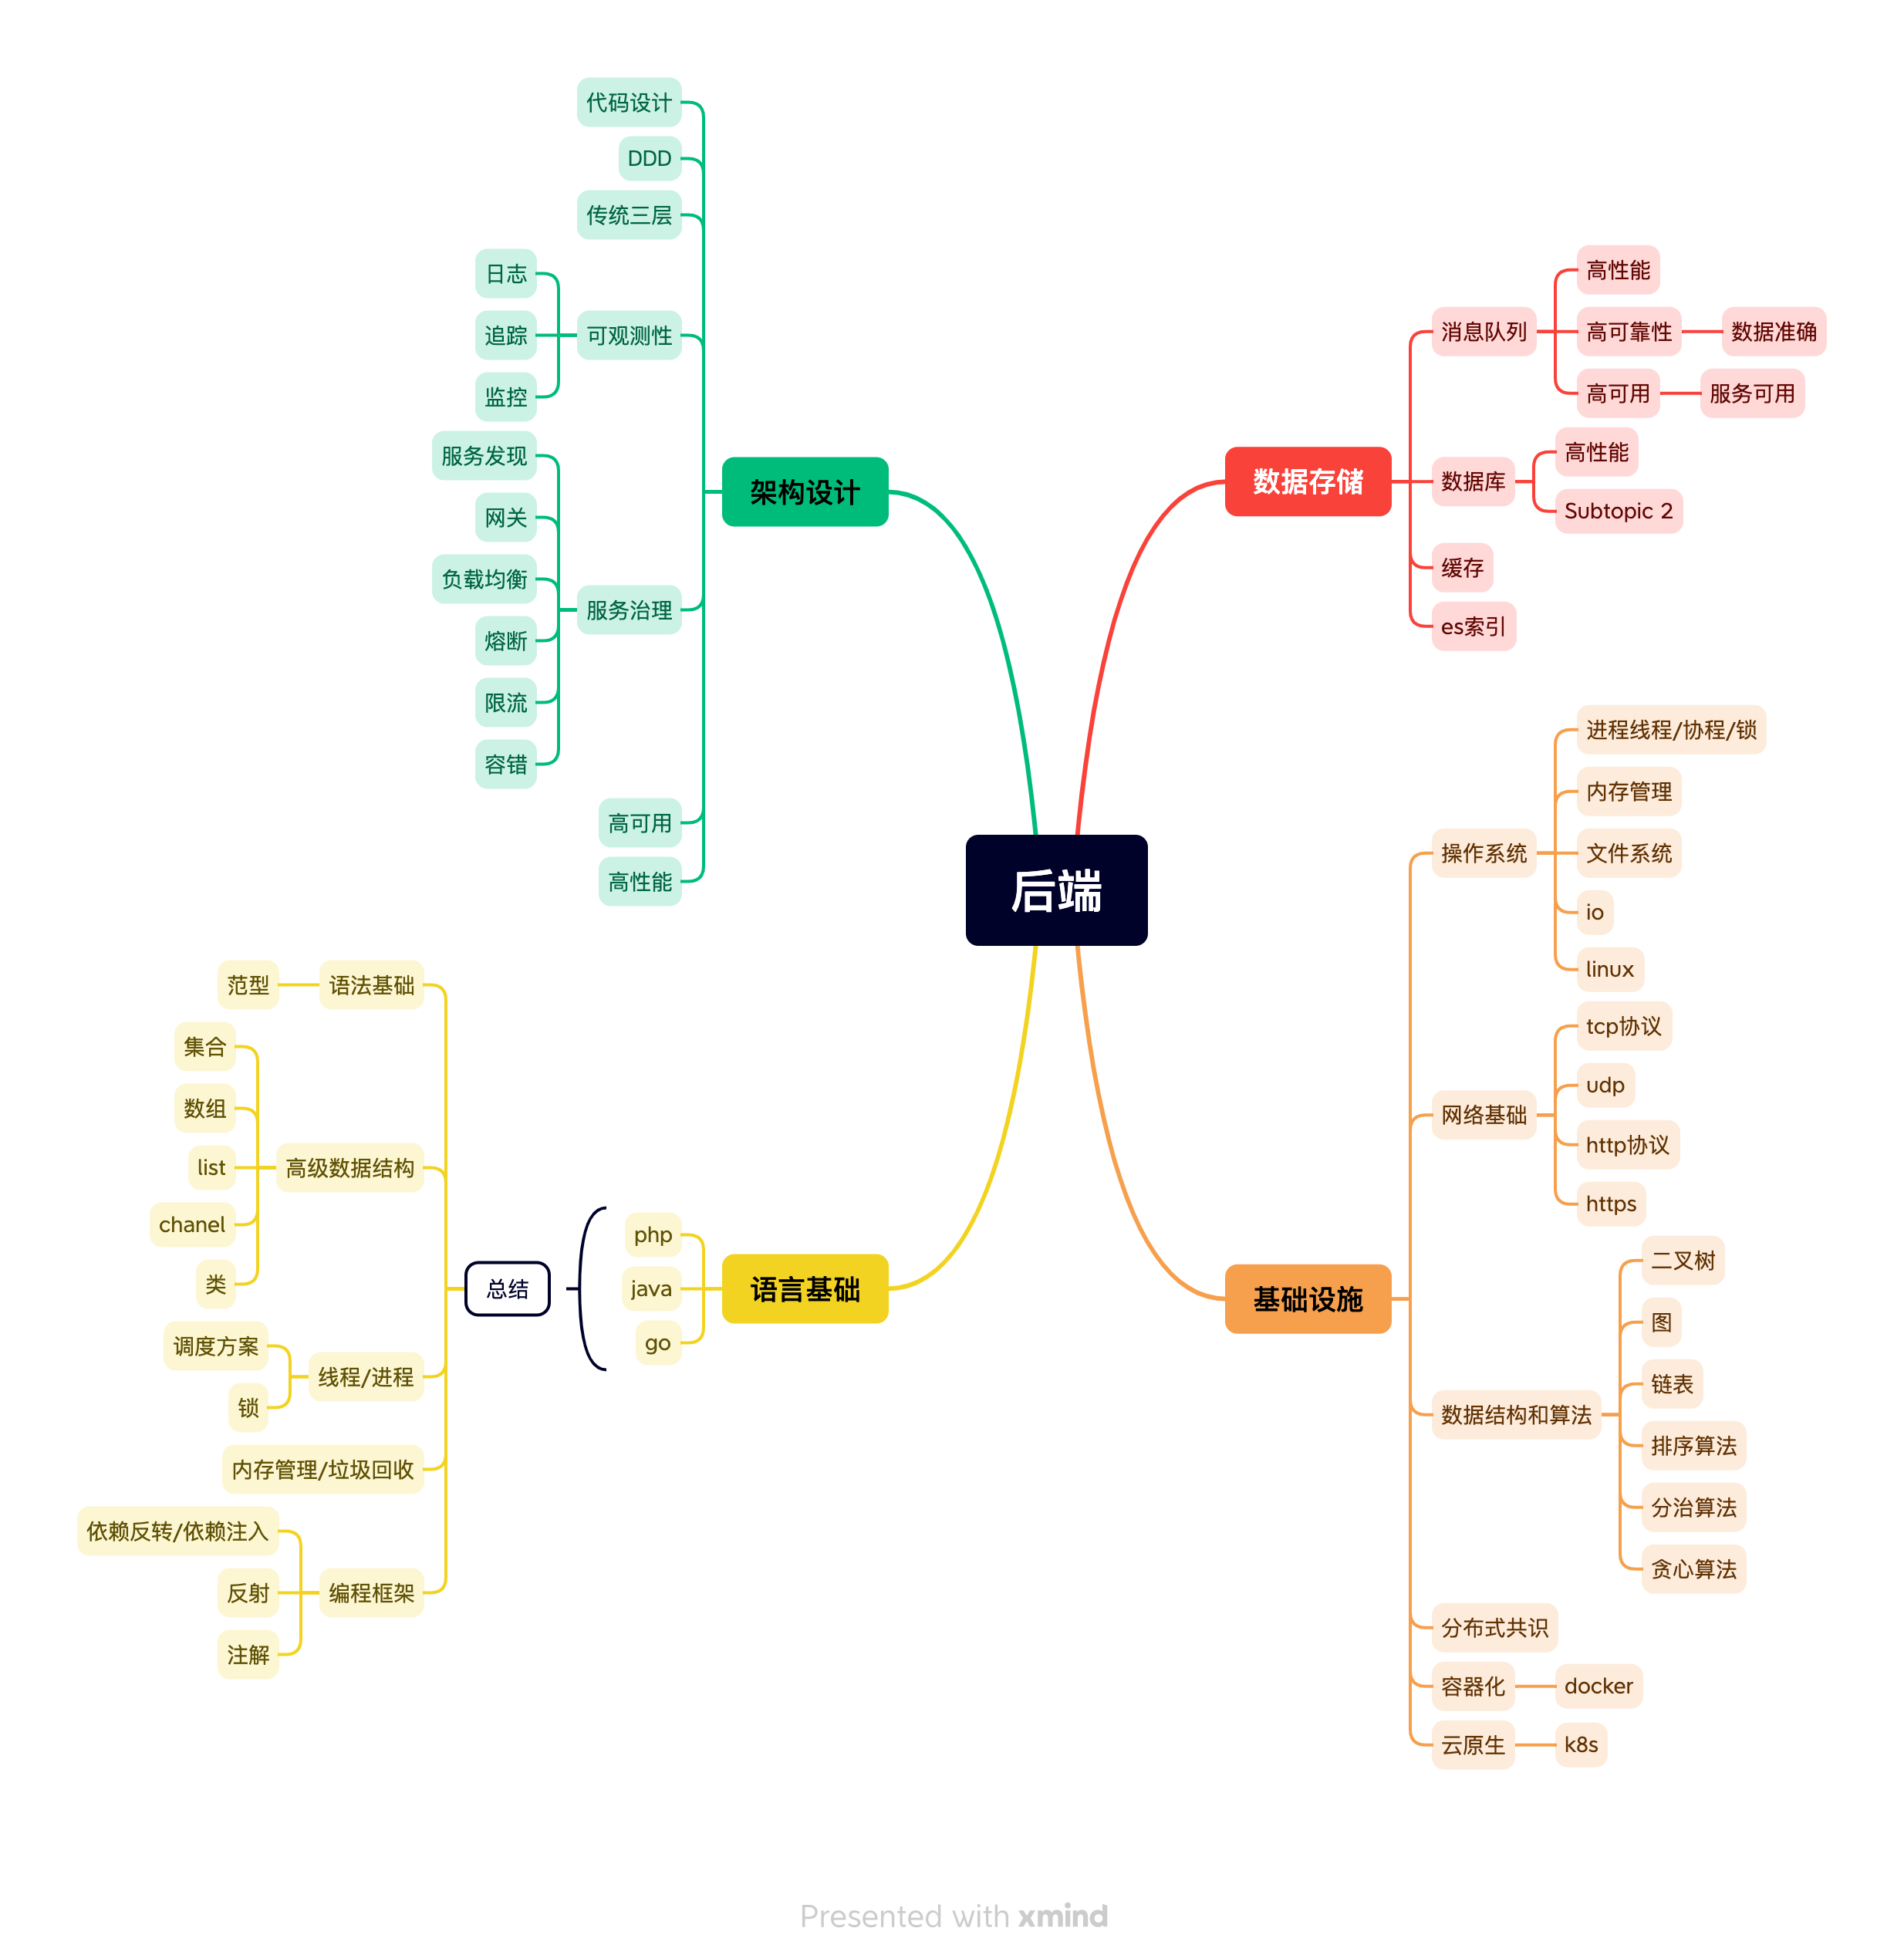 后端
数据存储
消息队列
高性能
高可靠性
数据准确
高可用
服务可用
数据库
高性能
Subtopic 2
缓存
es索引
基础设施
操作系统
进程线程/协程/锁
内存管理
文件系统
io
linux
网络基础
tcp协议
udp
http协议
https
数据结构和算法
二叉树
图
链表
排序算法
分治算法
贪心算法
分布式共识
容器化
docker
云原生
k8s
语言基础
php
java
go
总结
语法基础
范型
高级数据结构
集合
数组
list
chanel
类
线程/进程
调度方案
锁
内存管理/垃圾回收
编程框架
依赖反转/依赖注入
反射
注解
架构设计
代码设计
DDD
传统三层
可观测性
日志
追踪
监控
服务治理
服务发现
网关
负载均衡
熔断
限流
容错
高可用
高性能
Presented with xmind